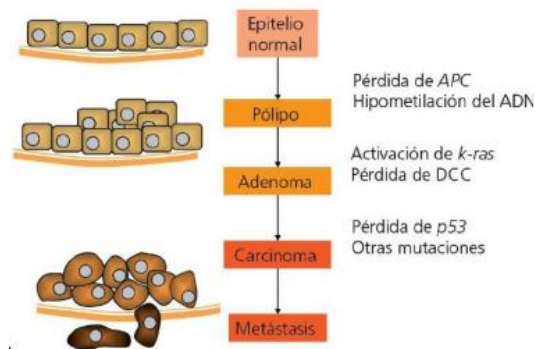 Epitelio
normal
Pérdida de APC
Hipometilación del ADN
Pólipo
Activación de k-ras
Pérdida de DCC
Adenoma
Pérdida de p53
Otras mutaciones
Carcinoma
Metástasis